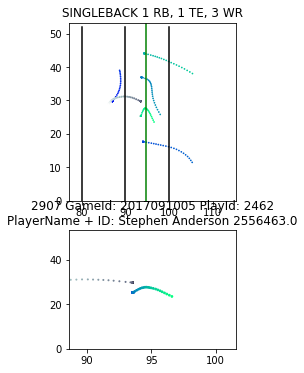 SINGLEBACK 1 RB, 1 TE, 3 WR
50
40
30
20
10
0
80 90 100 110
2907 GameId: 2017091005 PlayId: 2462
PlayerName + ID: Stephen Anderson 2556463.0
40
20
0
90 95 100